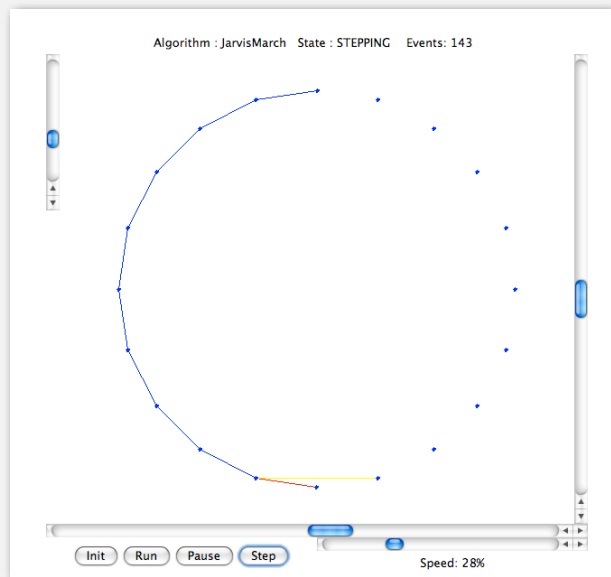 Algorithm : JarvisMarch   State : STEPPING    Events: 143
Init Run Pause Step
Speed: 28%